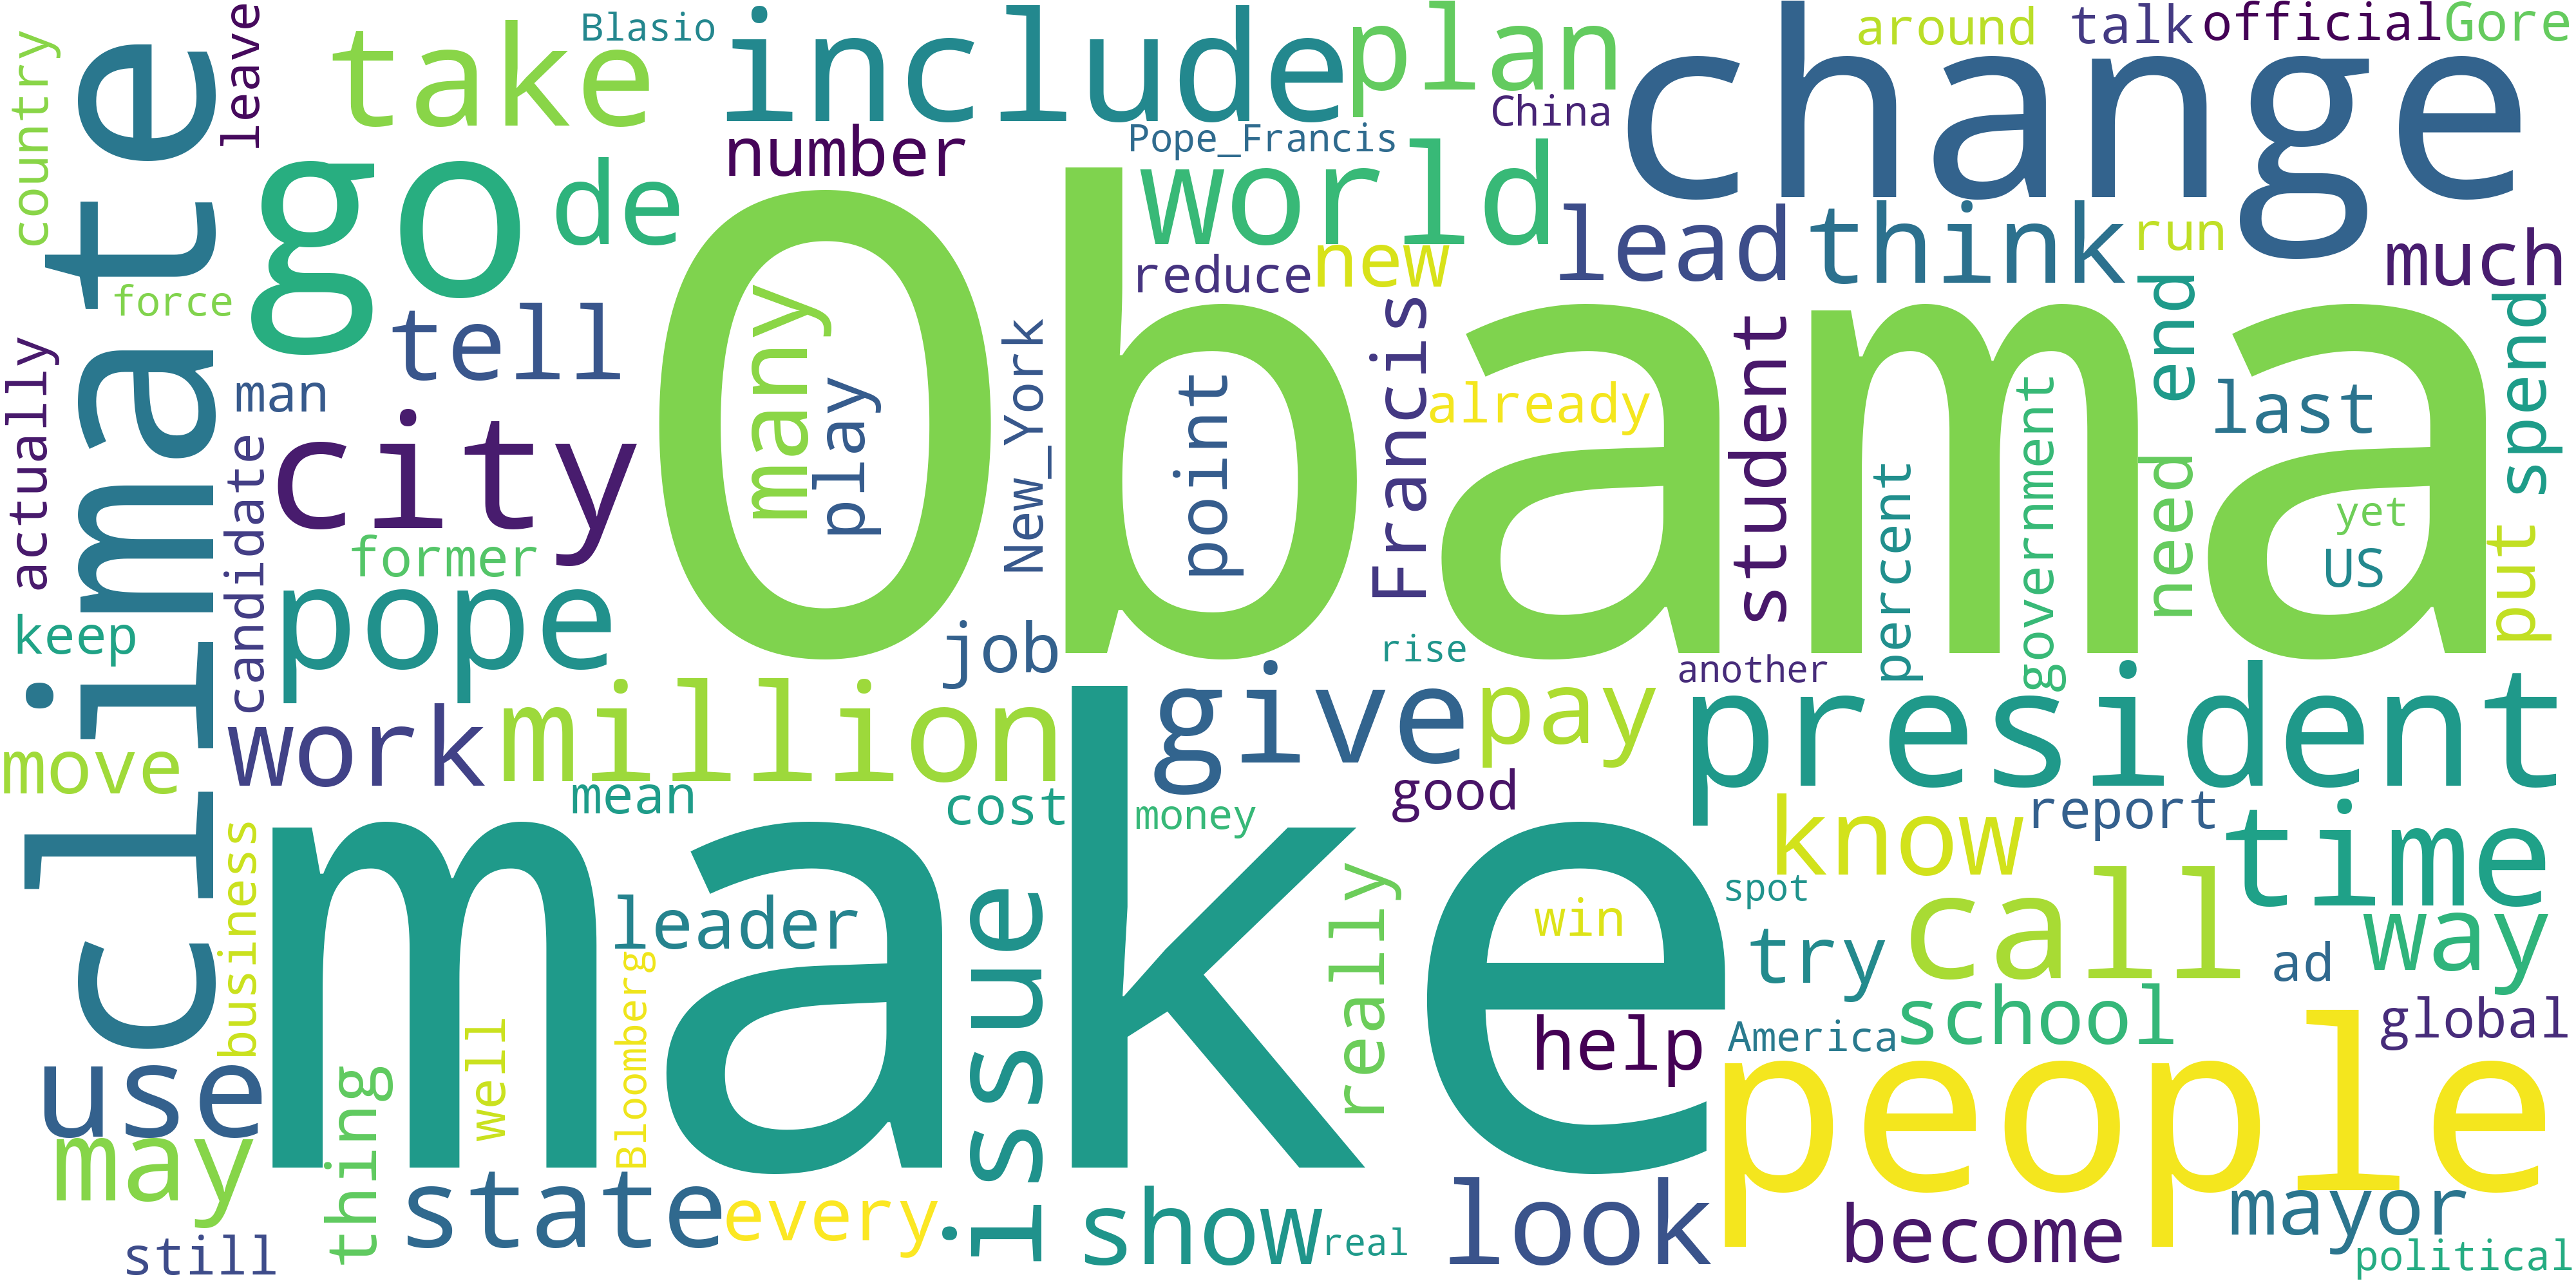 leave
Blasio
take
include
plan
around
talk
official
Gore
country
climate
go
de
number
Pope_Francis
China
world
change
lead
think
run
much
reduce
new
force
tell
many
play
Obama
New_York
point
Francis
already
student
percent
government
need
end
last
spend
actually
man
city
candidate
former
yet
US
put
keep
pope
job
rise
another
move
work
million
give
pay
president
mean
cost
money
good
know
report
time
business
make
leader
issue
really
win
spot
try
call
ad
way
use
well
Bloomberg
help
America
school
global
may
thing
state
every
show
real
look
people
become
mayor
still
political